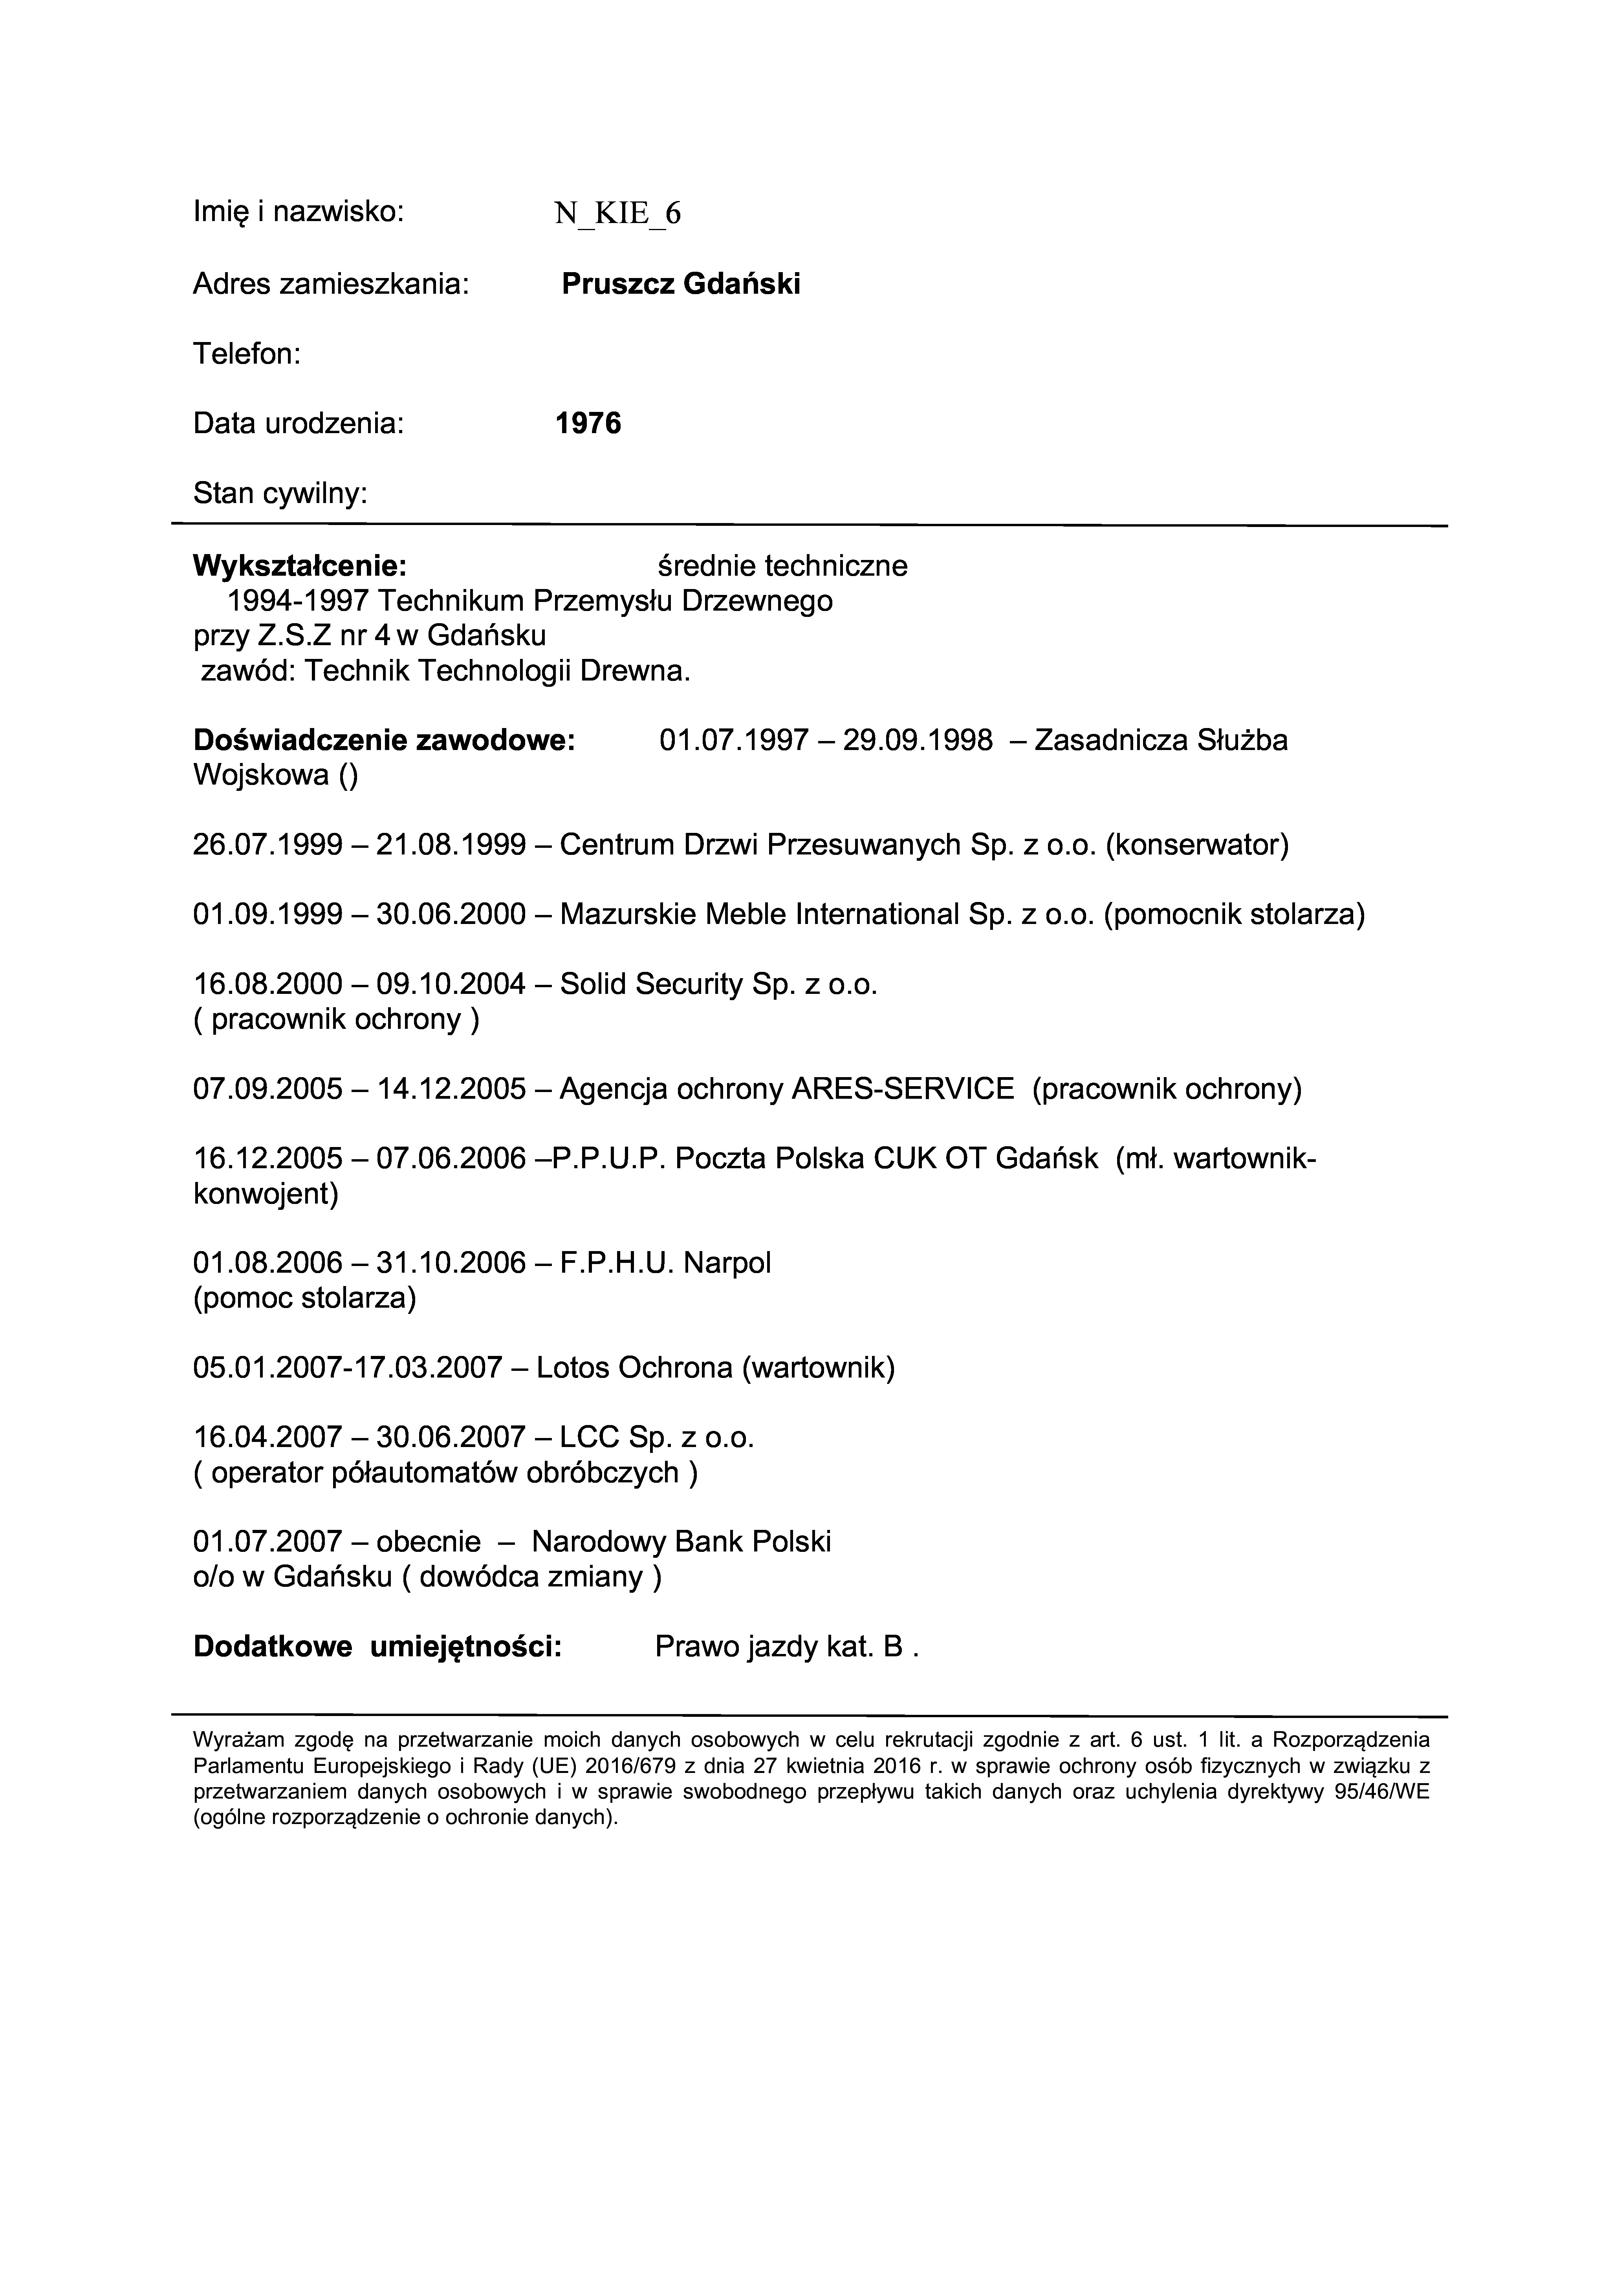 Imię i nazwisko: N_KIE_6
Adres zamieszkania: Pruszcz Gdański
Telefon:
Data urodzenia: 1976
Stan cywilny:
Wykształcenie: średnie techniczne
1994-1997 Technikum Przemysłu Drzewnego
przy Z.S.Z nr 4 w Gdańsku
zawód: Technik Technologii Drewna.
Doświadczenie zawodowe: 01.07.1997 – 29.09.1998 – Zasadnicza Służba
Wojskowa ()
26.07.1999 – 21.08.1999 – Centrum Drzwi Przesuwanych Sp. z o.o. (konserwator)
01.09.1999 – 30.06.2000 – Mazurskie Meble International Sp. z o.o. (pomocnik stolarza)
16.08.2000 – 09.10.2004 – Solid Security Sp. z o.o.
( pracownik ochrony )
07.09.2005 – 14.12.2005 – Agencja ochrony ARES-SERVICE (pracownik ochrony)
16.12.2005 – 07.06.2006 –P.P.U.P. Poczta Polska CUK OT Gdańsk (mł. wartownik-
konwojent)
01.08.2006 – 31.10.2006 – F.P.H.U. Narpol
(pomoc stolarza)
05.01.2007-17.03.2007 – Lotos Ochrona (wartownik)
16.04.2007 – 30.06.2007 – LCC Sp. z o.o.
( operator półautomatów obróbczych )
01.07.2007 – obecnie – Narodowy Bank Polski
o/o w Gdańsku ( dowódca zmiany )
Dodatkowe umiejętności: Prawo jazdy kat. B .
Wyrażam zgodę na przetwarzanie moich danych osobowych w celu rekrutacji zgodnie z art. 6 ust. 1 lit. a Rozporządzenia
Parlamentu Europejskiego i Rady (UE) 2016/679 z dnia 27 kwietnia 2016 r. w sprawie ochrony osób fizycznych w związku z
przetwarzaniem danych osobowych i w sprawie swobodnego przepływu takich danych oraz uchylenia dyrektywy 95/46/WE
(ogólne rozporządzenie o ochronie danych).